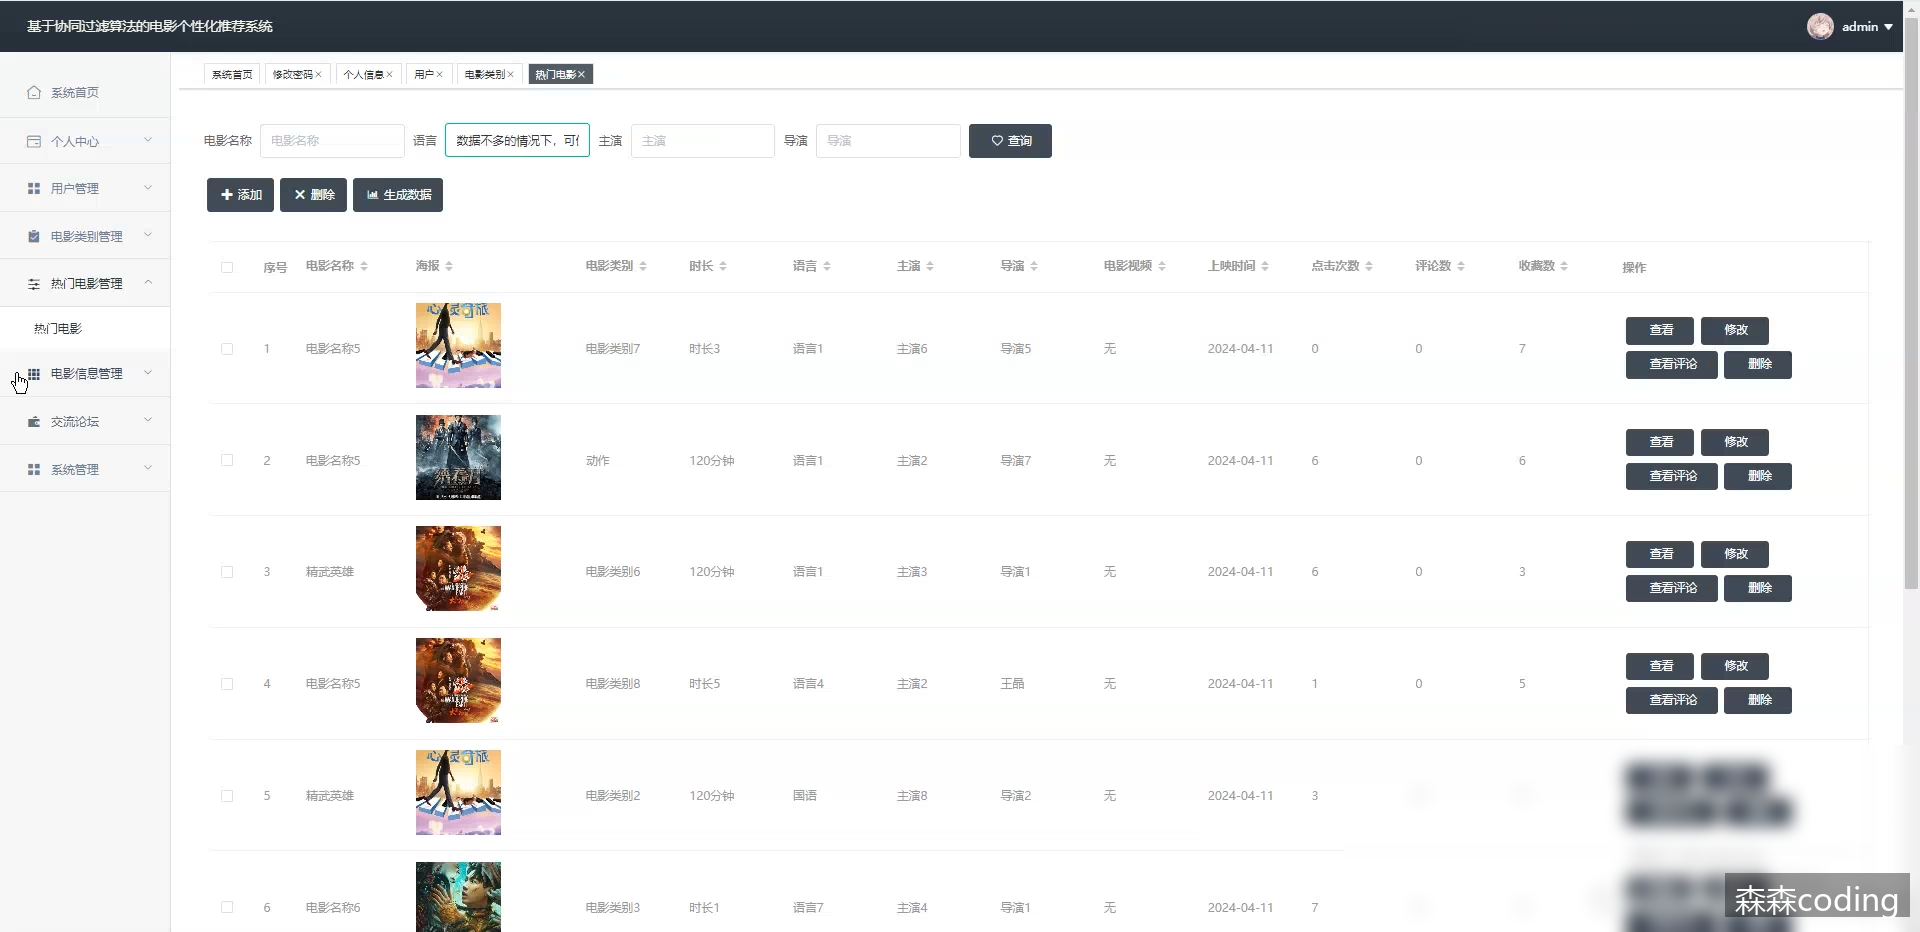 基于协同过滤算法的电影个性化推荐系统
admin
系统首页 修改密码 个人信息 用户 电影类别 热门电影
系统首页
个人中心
用户管理
电影类别管理
热门电影管理
热门电影
电影信息管理
交流论坛
系统管理
电影名称 电影名称 语言 数据不多的情况下，可 主演 主演 导演 导演 查询
添加 删除 生成数据
序号 电影名称 海报 电影类别 时长 语言 主演 导演 电影视频 上映时间 点击次数 评论数 收藏数 操作
1 电影名称5 电影类别7 时长3 语言1 主演6 导演5 无 2024-04-11 0 0 7 查看 修改
查看评论 删除
2 电影名称5 动作 120分钟 语言1 主演2 导演7 无 2024-04-11 6 0 6 查看 修改
查看评论 删除
3 精武英雄 电影类别6 120分钟 语言1 主演3 导演1 无 2024-04-11 6 0 3 查看 修改
查看评论 删除
4 电影名称5 电影类别8 时长5 语言4 主演2 王晶 无 2024-04-11 1 0 5 查看 修改
查看评论 删除
5 精武英雄 电影类别2 120分钟 国语 主演8 导演2 无 2024-04-11 3
6 电影名称6 电影类别3 时长1 语言7 主演4 导演1 无 2024-04-11 7
森森coding